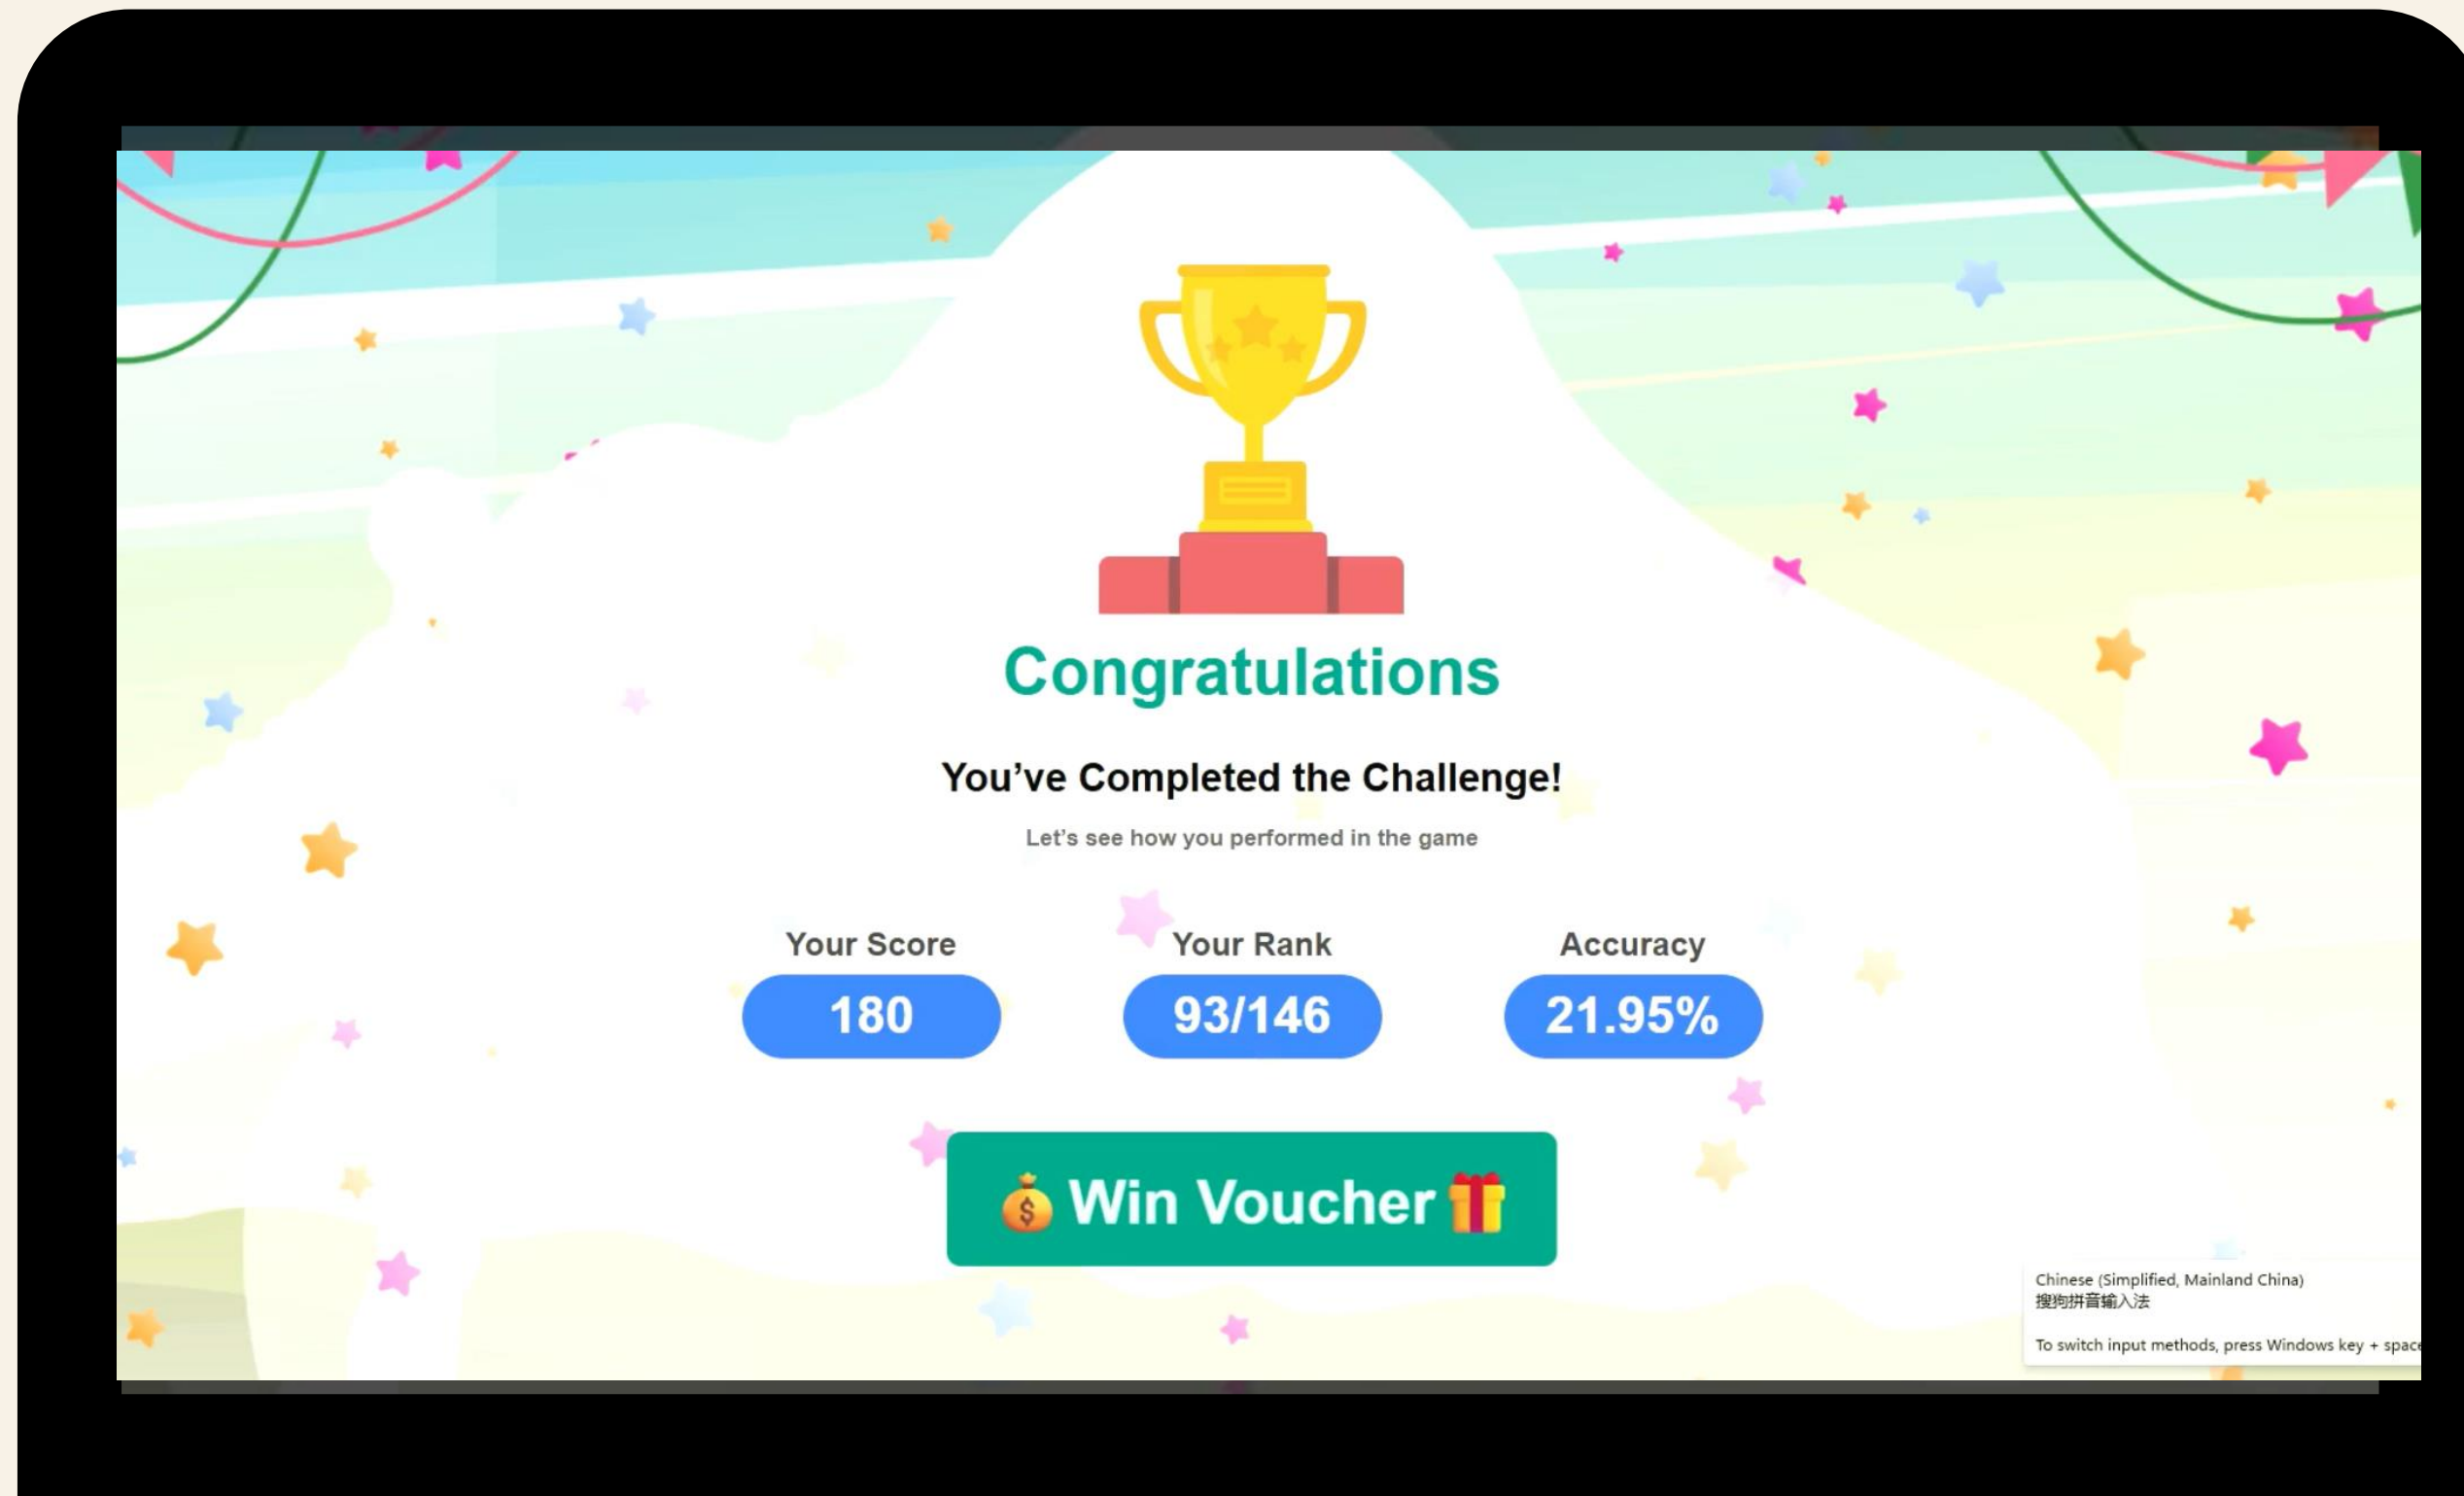 Congratulations
You’ve Completed the Challenge!
Let’s see how you performed in the game
Your Score
Your Rank
Accuracy
180
93/146
21.95%
Win Voucher
Chinese (Simplified, Mainland China)
搜狗拼音输入法
To switch input methods, press Windows key + space